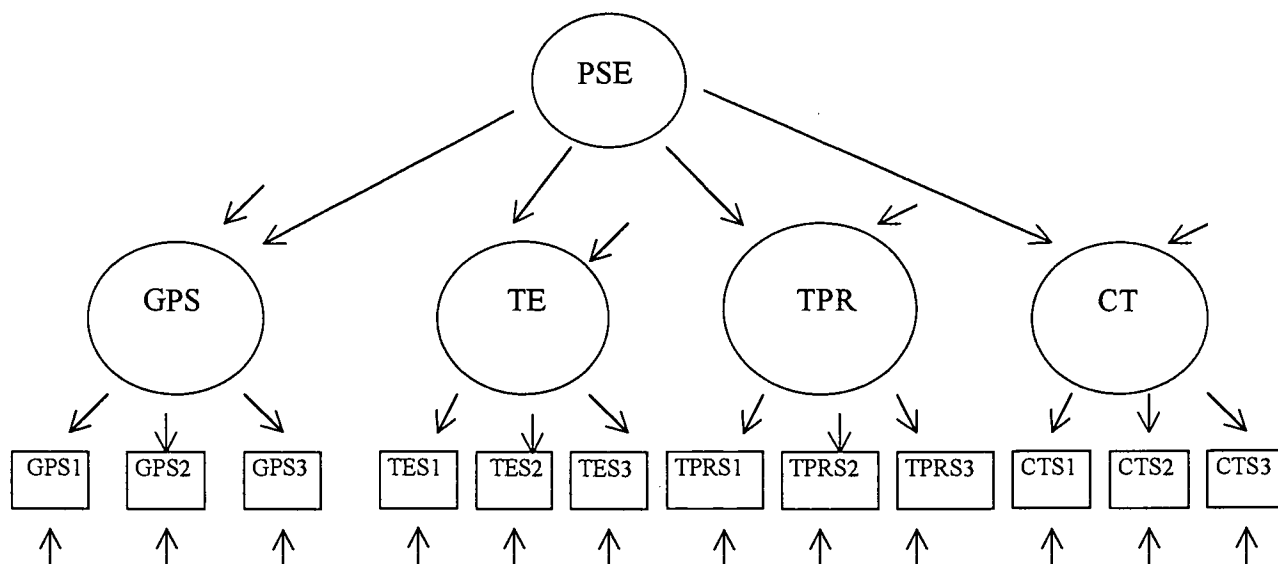 PSE
GPS TE TPR CT
GPS1 GPS2 GPS3 TES1 TES2 TES3 TPRS1 TPRS2 TPRS3 CTS1 CTS2 CTS3